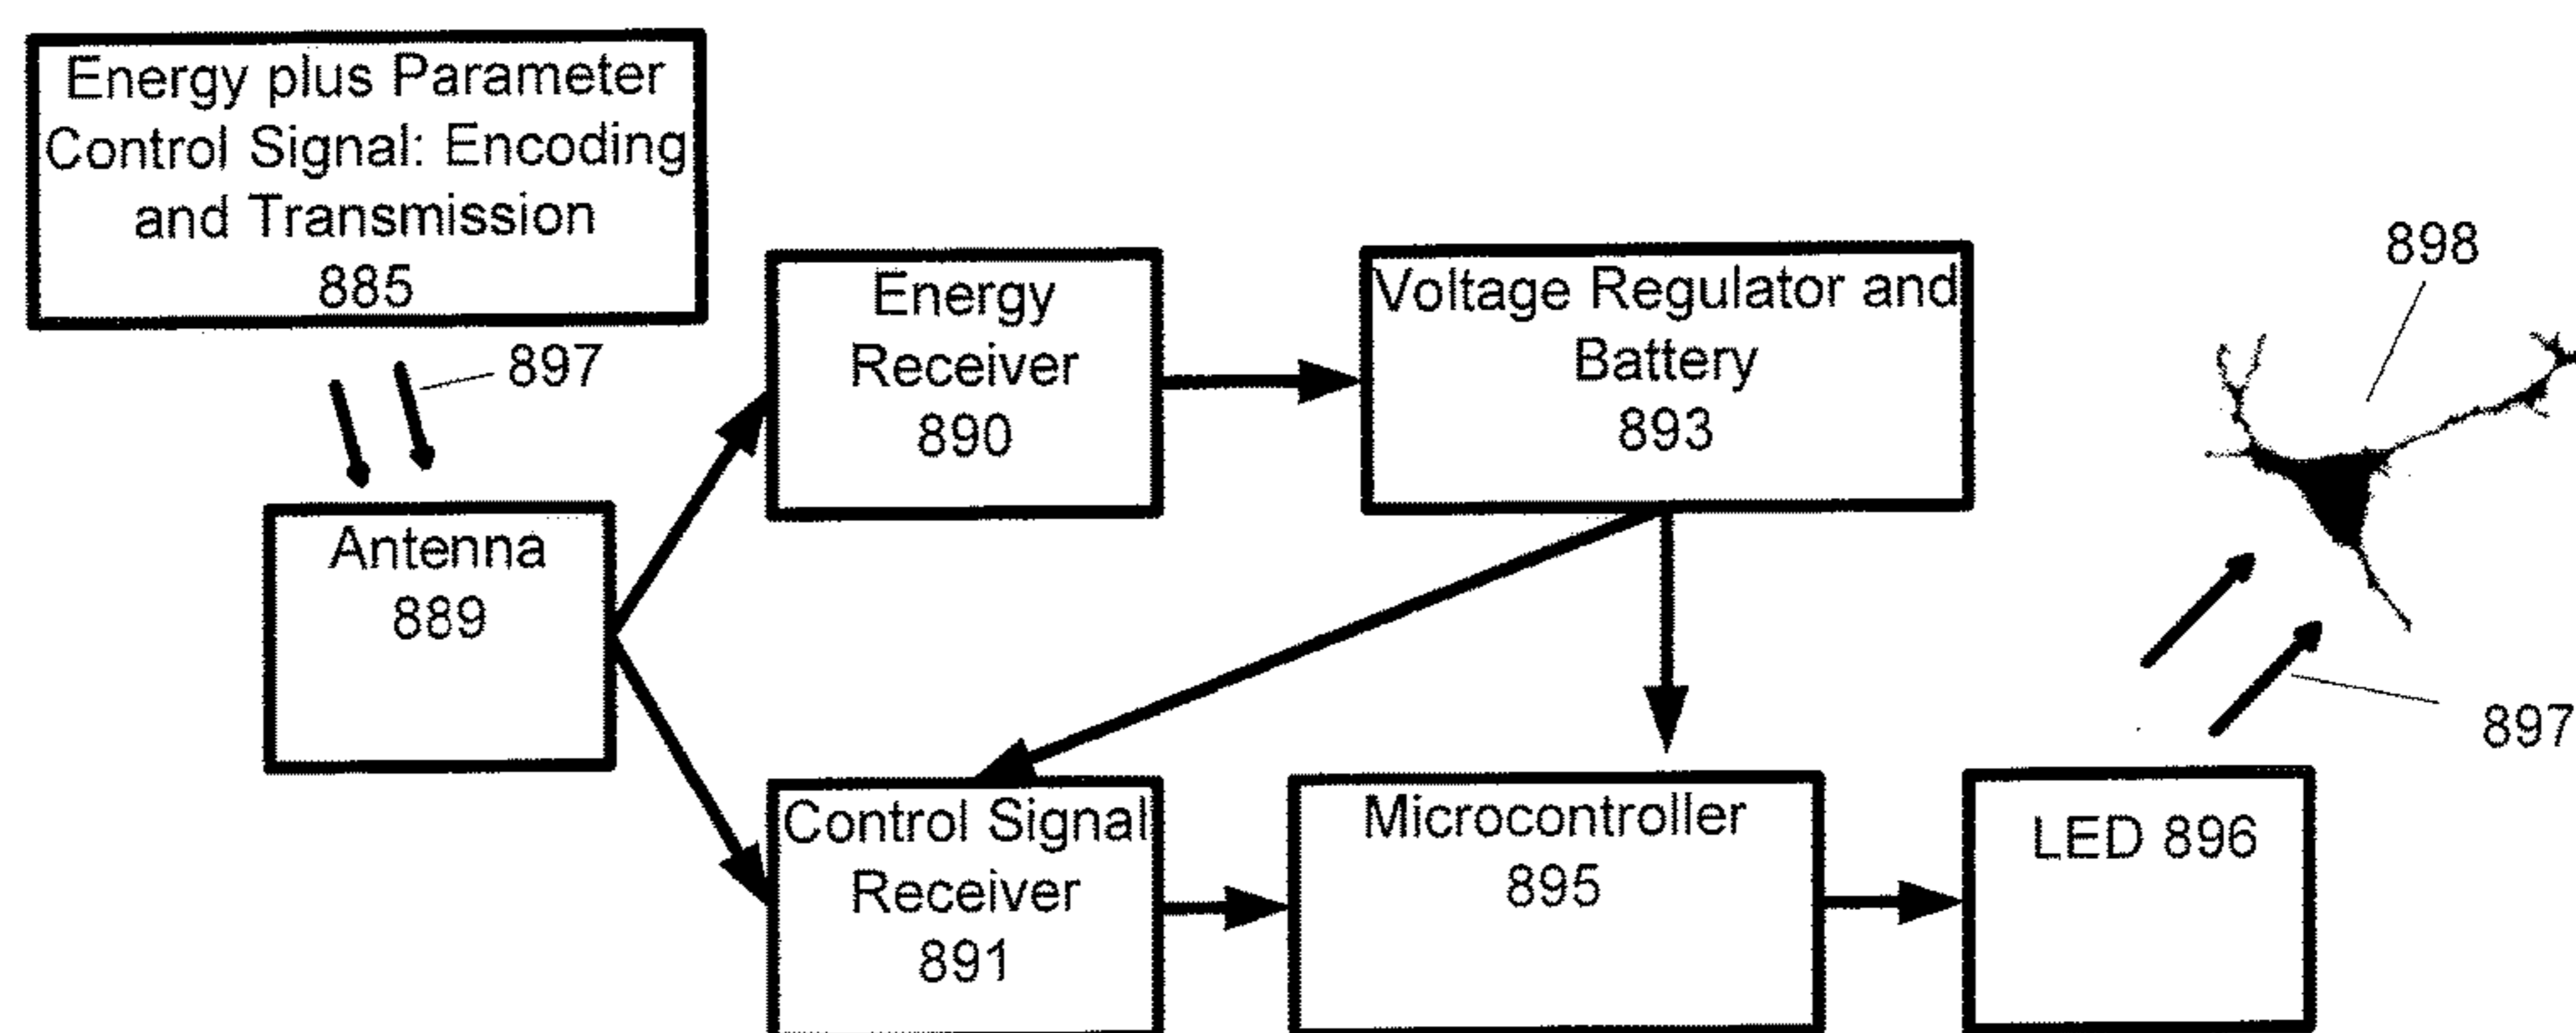 Energy plus Parameter
Control Signal: Encoding
and Transmission
885
897
Antenna
889
Energy
Receiver
890
Voltage Regulator and
Battery
893
898
Control Signal
Receiver
891
Microcontroller
895
LED 896
897